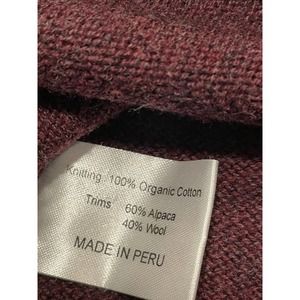 Knitting: 100% Organic Cotton
Trims 60% Alpaca
40% Wool
MADE IN PERU